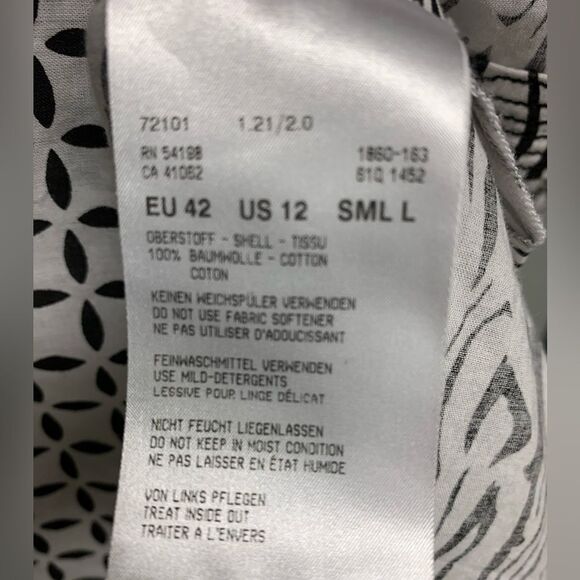 72101 1.21/2.0
RN 54198 1860-163
CA 41062 61Q 1452
EU 42 US 12 SML L
OBERSTOFF - SHELL - TISSU
100% BAUMWOLLE - COTTON
COTON
KEINEN WEICHSPÜLER VERWENDEN
DO NOT USE FABRIC SOFTENER
NE PAS UTILISER D'ADOUCISSANT
FEINWASCHMITTEL VERWENDEN
USE MILD-DETERGENTS
LESSIVE POUR LINGE DÉLICAT
NICHT FEUCHT LIEGENLASSEN
DO NOT KEEP IN MOIST CONDITION
NE PAS LAISSER EN ÉTAT HUMIDE
VON LINKS PFLEGEN
TREAT INSIDE OUT
TRAITER A L'ENVERS